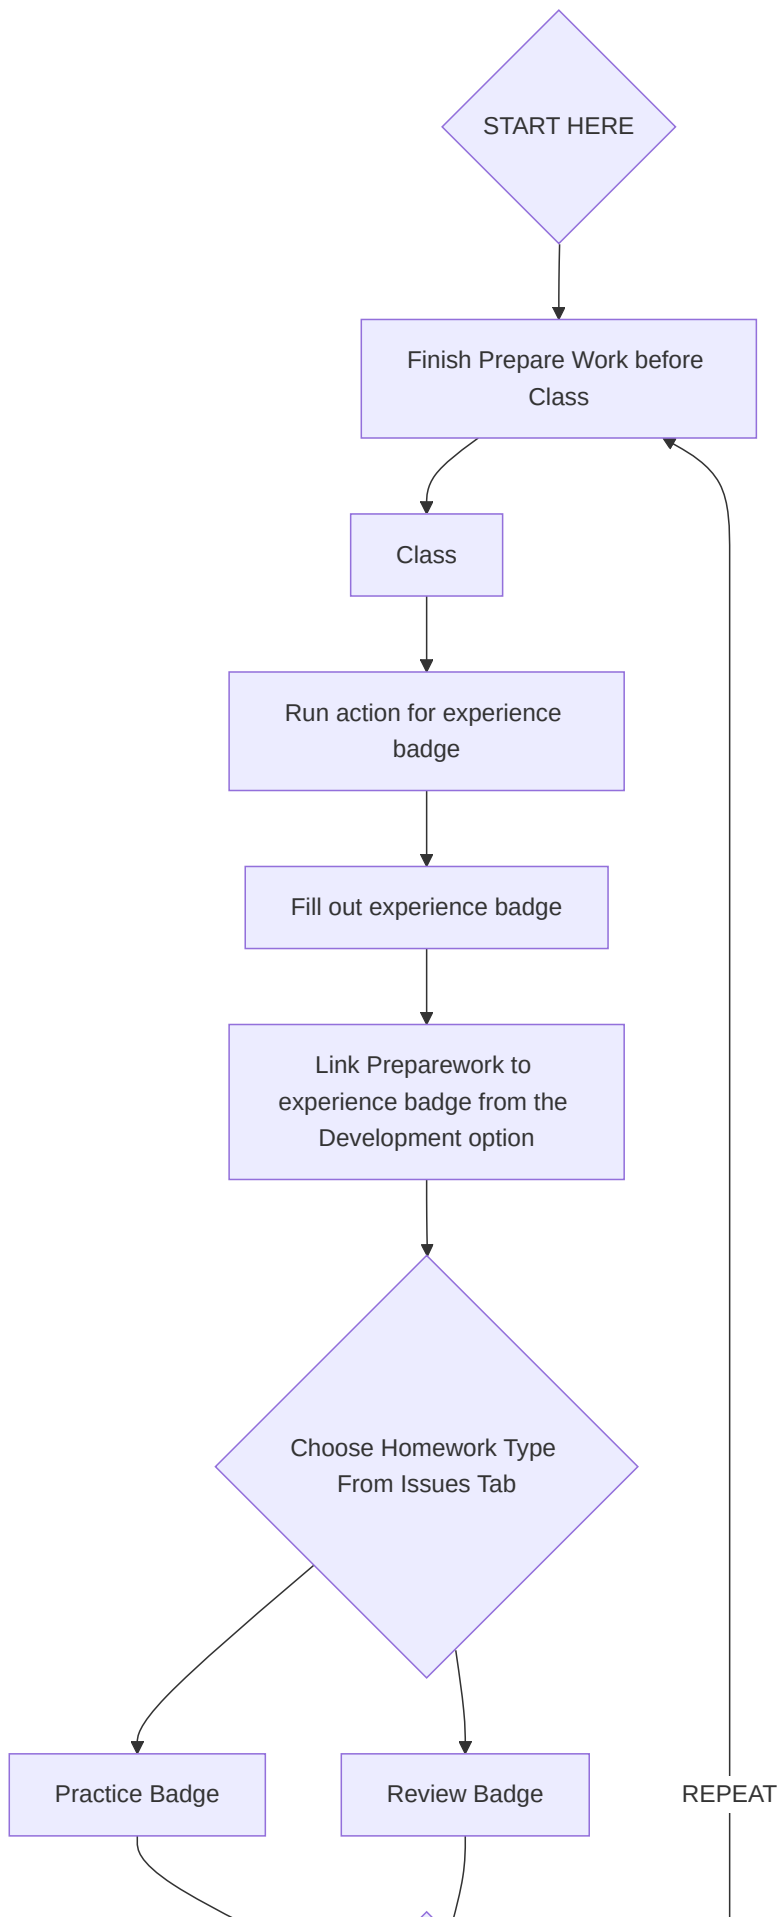 START HERE
Finish Prepare Work before
Class
Class
Run action for experience
badge
Fill out experience badge
Link Preparework to
experience badge from the
Development option
Choose Homework Type
From Issues Tab
Practice Badge
Review Badge
REPEAT